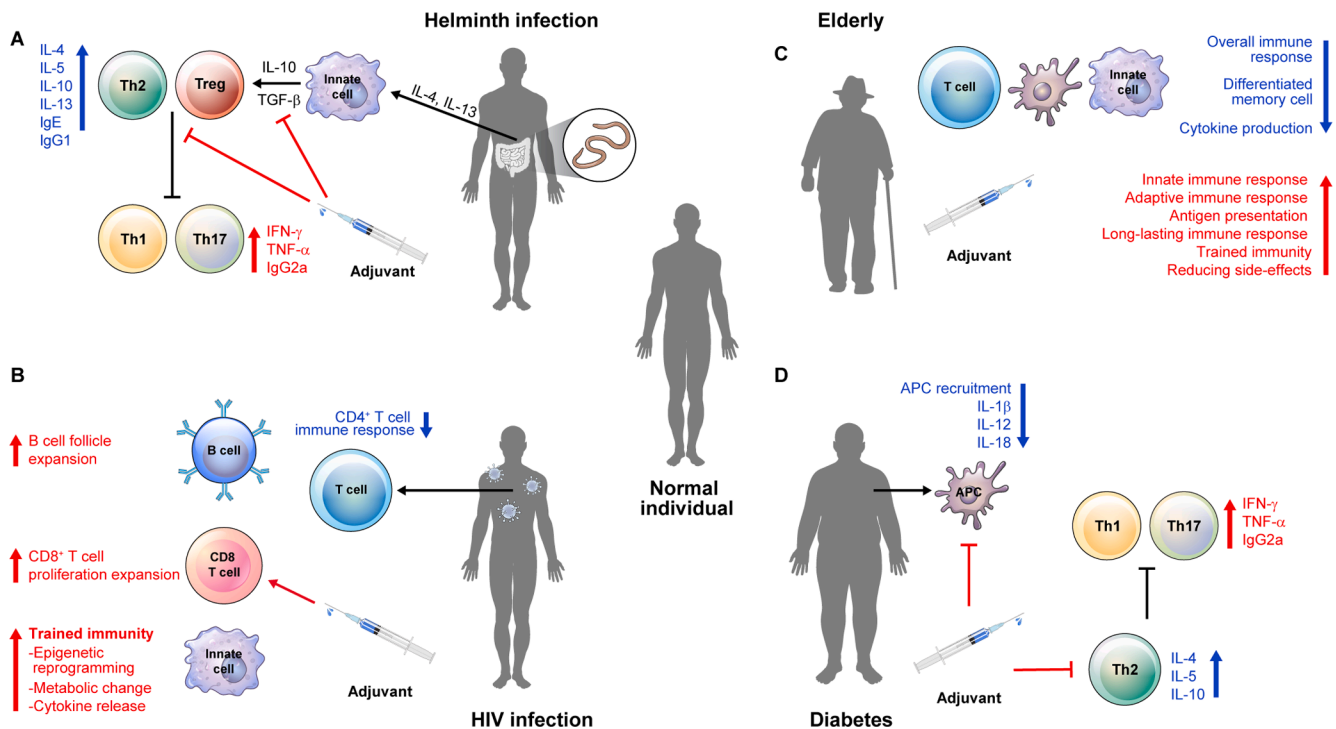 A
Helminth infection
IL-4
IL-5
IL-10
IL-13
IgE
IgG1
Th2
Treg
IL-10
TGF-β
Innate
cell
IL-4, IL-13
Th1
Th17
IFN-γ
TNF-α
IgG2a
Adjuvant
B
B cell follicle
expansion
B cell
CD4⁺ T cell
immune response
T cell
CD8⁺ T cell
proliferation expansion
CD8
T cell
Trained immunity
-Epigenetic
reprogramming
-Metabolic change
-Cytokine release
Innate
cell
Adjuvant
HIV infection
Normal
individual
Elderly
C
T cell
Innate
cell
Overall immune
response
Differentiated
memory cell
Cytokine production
Adjuvant
Innate immune response
Adaptive immune response
Antigen presentation
Long-lasting immune response
Trained immunity
Reducing side-effects
D
APC recruitment
IL-1β
IL-12
IL-18
APC
Th1
Th17
IFN-γ
TNF-α
IgG2a
Adjuvant
Th2
IL-4
IL-5
IL-10
Diabetes